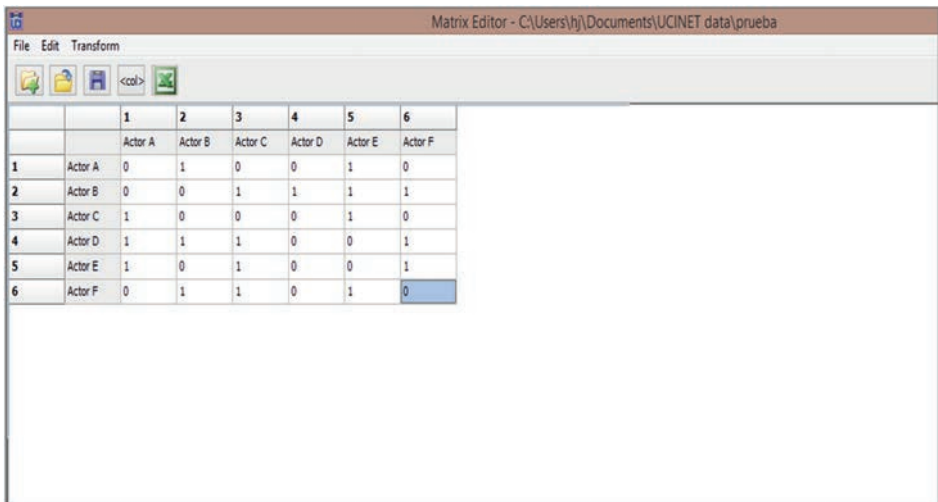 Matrix Editor - C:\Users\hj\Documents\UCINET data\prueba
File Edit Transform
<col>
1 2 3 4 5 6
Actor A Actor B Actor C Actor D Actor E Actor F
1 Actor A 0 1 0 0 1 0
2 Actor B 0 0 1 1 1 1
3 Actor C 1 0 0 0 1 0
4 Actor D 1 1 1 0 0 1
5 Actor E 1 0 1 0 0 1
6 Actor F 0 1 1 0 1 0